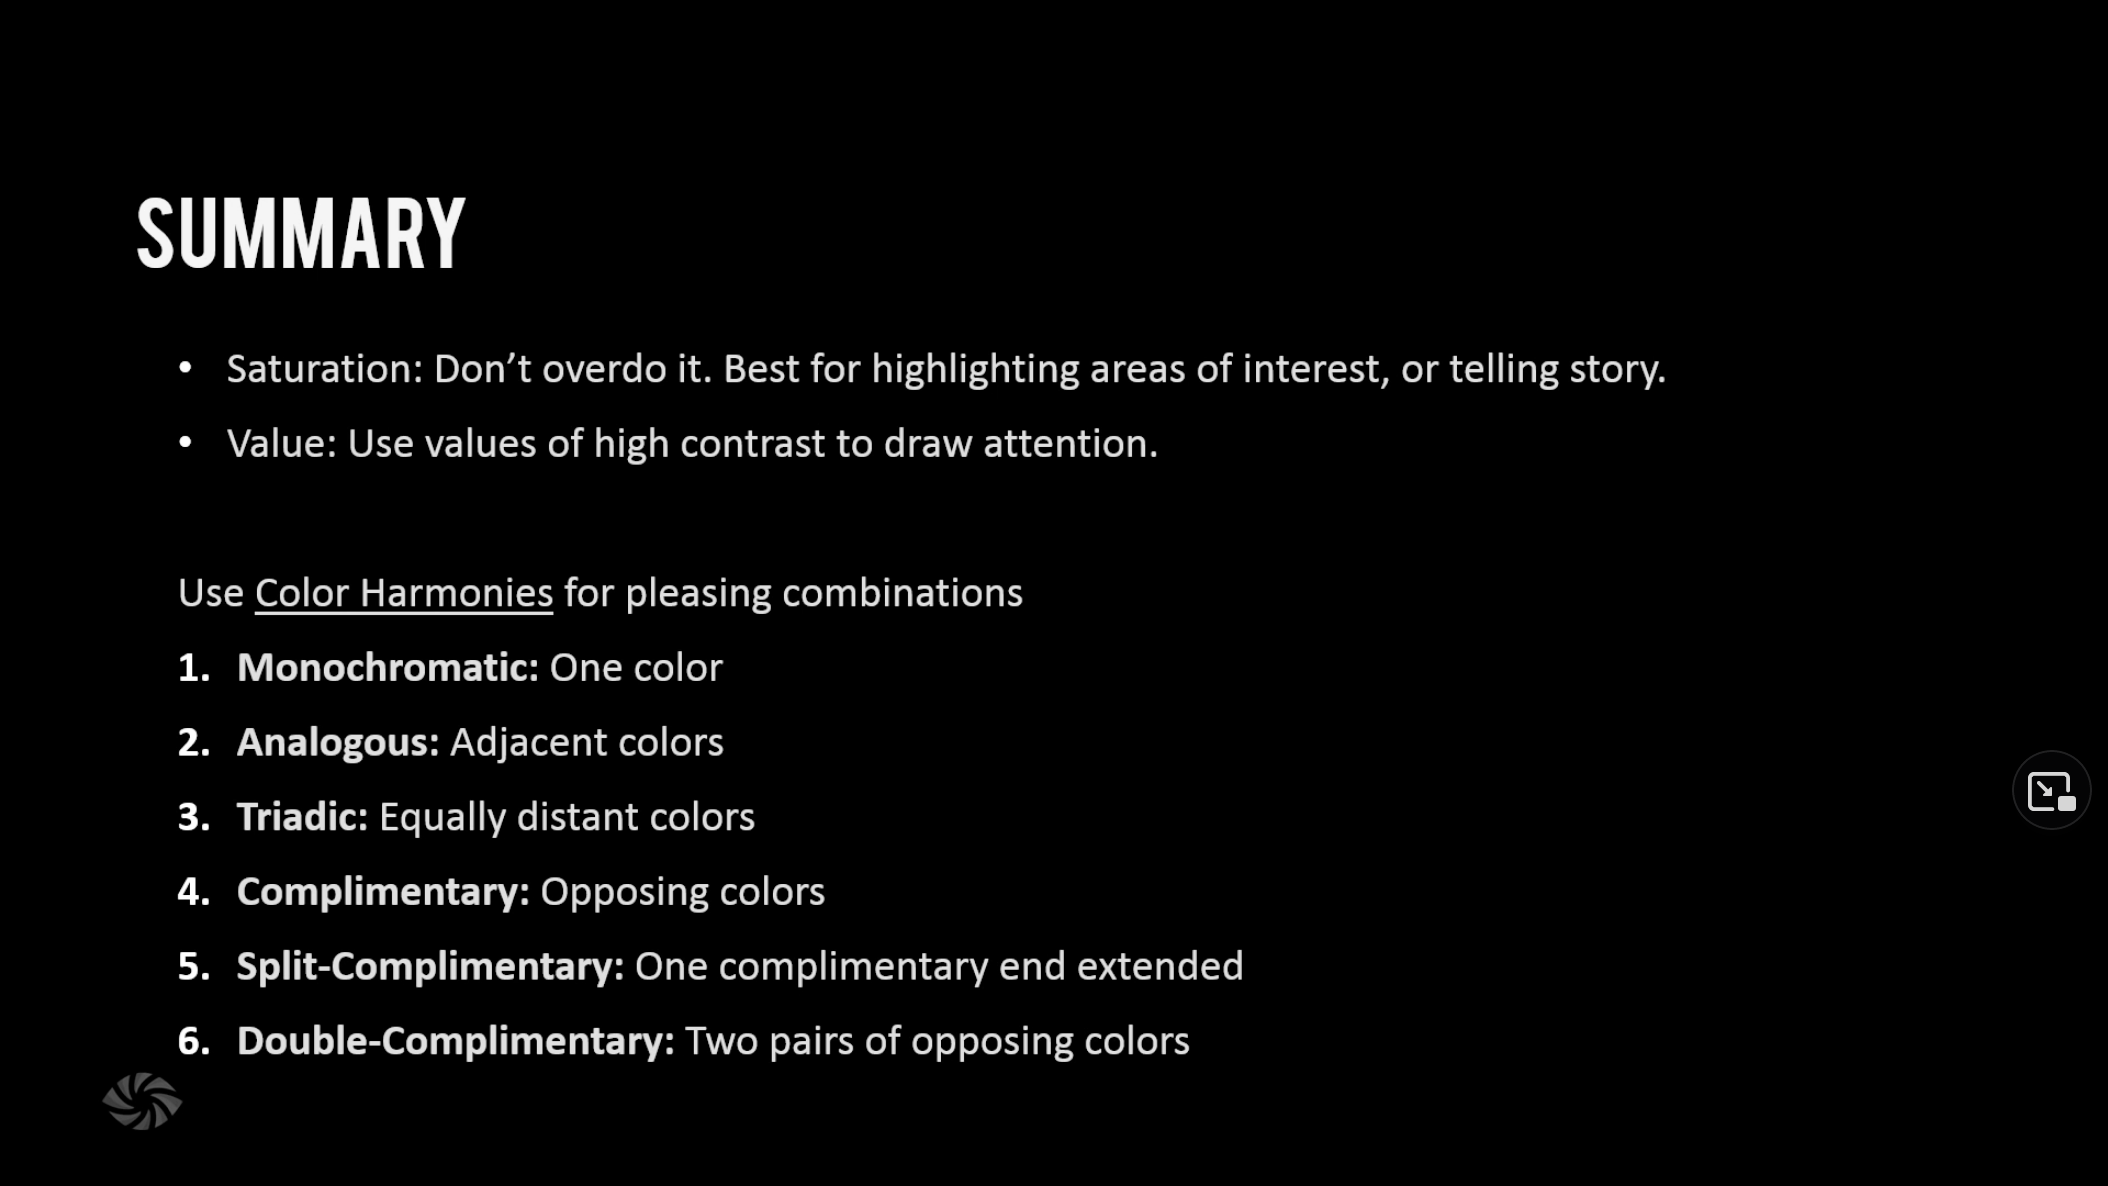 SUMMARY
• Saturation: Don’t overdo it. Best for highlighting areas of interest, or telling story.
• Value: Use values of high contrast to draw attention.
Use Color Harmonies for pleasing combinations
1. Monochromatic: One color
2. Analogous: Adjacent colors
3. Triadic: Equally distant colors
4. Complimentary: Opposing colors
5. Split-Complimentary: One complimentary end extended
6. Double-Complimentary: Two pairs of opposing colors